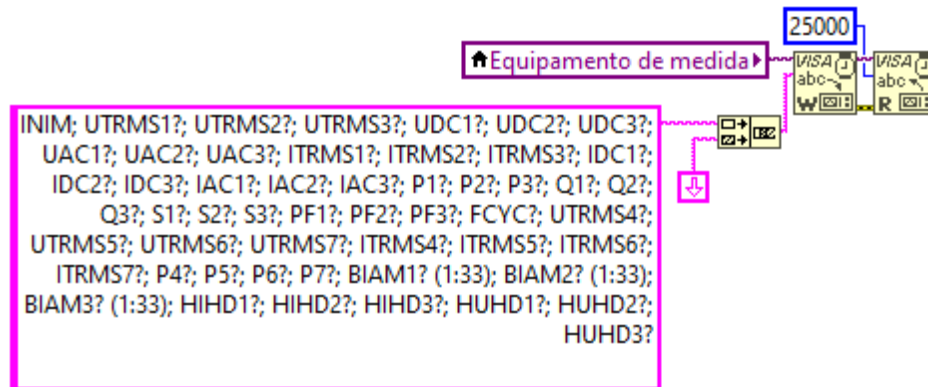 25000
Equipamento de medida
VISA VISA
abc abc
W R
INIM; UTRMS1?; UTRMS2?; UTRMS3?; UDC1?; UDC2?; UDC3?;
UAC1?; UAC2?; UAC3?; ITRMS1?; ITRMS2?; ITRMS3?; IDC1?;
IDC2?; IDC3?; IAC1?; IAC2?; IAC3?; P1?; P2?; P3?; Q1?; Q2?;
Q3?; S1?; S2?; S3?; PF1?; PF2?; PF3?; FCYC?; UTRMS4?;
UTRMS5?; UTRMS6?; UTRMS7?; ITRMS4?; ITRMS5?; ITRMS6?;
ITRMS7?; P4?; P5?; P6?; P7?; BIAM1? (1:33); BIAM2? (1:33);
BIAM3? (1:33); HIHD1?; HIHD2?; HIHD3?; HUHD1?; HUHD2?;
HUHD3?